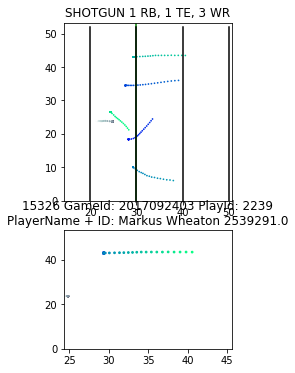 SHOTGUN 1 RB, 1 TE, 3 WR
50
40
30
20
10
0
20 30 40 50
15326 GameId: 2017092403 PlayId: 2239
PlayerName + ID: Markus Wheaton 2539291.0
40
20
0
25 30 35 40 45